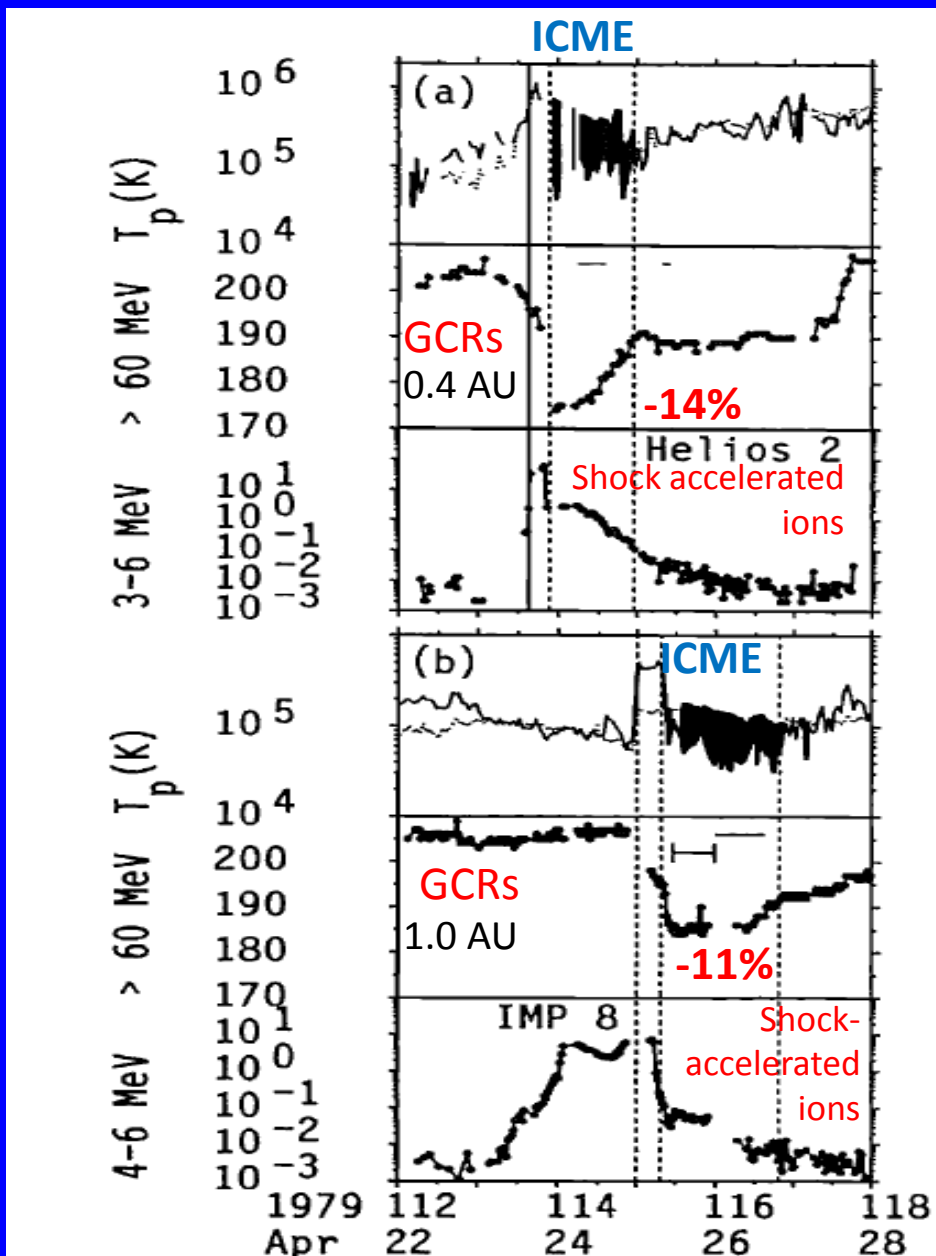 ICME
(a)
10^6
10^5
10^4
T_p(K)
200
190
180
170
> 60 MeV
GCRs
0.4 AU
-14%
Helios 2
Shock accelerated
ions
10^1
10^0
10^-1
10^-2
10^-3
3-6 MeV
(b)
ICME
10^5
10^4
T_p(K)
200
190
180
170
> 60 MeV
GCRs
1.0 AU
-11%
IMP 8
Shock-
accelerated
ions
10^1
10^0
10^-1
10^-2
10^-3
4-6 MeV
1979 112 114 116 118
Apr 22 24 26 28